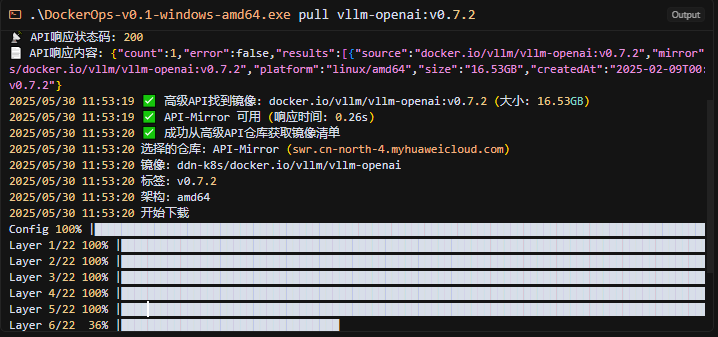 .\DockerOps-v0.1-windows-amd64.exe pull vllm-openai:v0.7.2
Output
API响应状态码: 200
API响应内容: {"count":1,"error":false,"results":[{"source":"docker.io/vllm/vllm-openai:v0.7.2","mirror"
s/docker.io/vllm/vllm-openai:v0.7.2","platform":"linux/amd64","size":"16.53GB","createdAt":"2025-02-09T00:
v0.7.2"}
2025/05/30 11:53:19 ✅ 高级API找到镜像: docker.io/vllm/vllm-openai:v0.7.2 (大小: 16.53GB)
2025/05/30 11:53:19 ✅ API-Mirror 可用 (响应时间: 0.26s)
2025/05/30 11:53:20 ✅ 成功从高级API仓库获取镜像清单
2025/05/30 11:53:20 选择的仓库: API-Mirror (swr.cn-north-4.myhuaweicloud.com)
2025/05/30 11:53:20 镜像: ddn-k8s/docker.io/vllm/vllm-openai
2025/05/30 11:53:20 标签: v0.7.2
2025/05/30 11:53:20 架构: amd64
2025/05/30 11:53:20 开始下载
Config 100% |
Layer 1/22 100% |
Layer 2/22 100% |
Layer 3/22 100% |
Layer 4/22 100% |
Layer 5/22 100% |
Layer 6/22 36% |